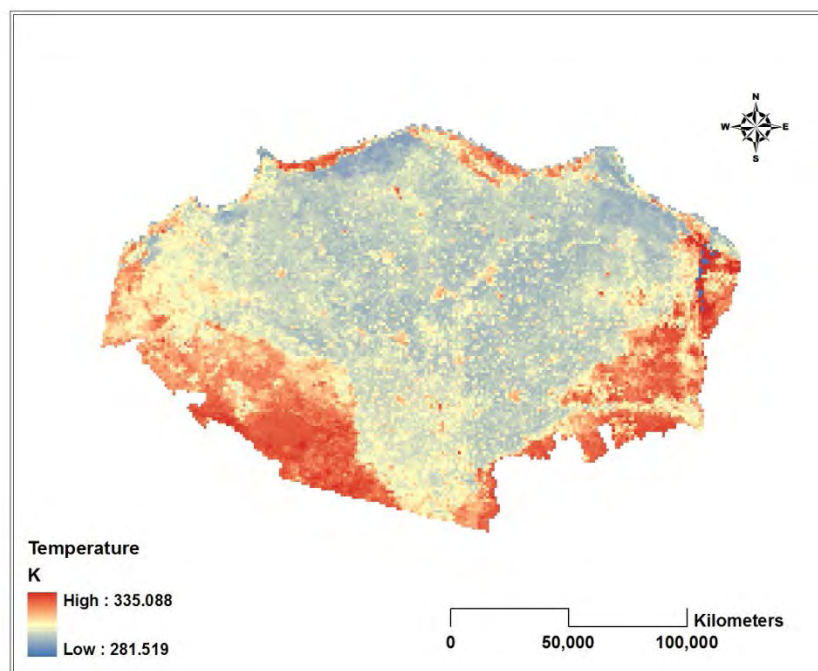 N
W E
S
Temperature
K
High : 335.088
Low : 281.519
Kilometers
0 50,000 100,000